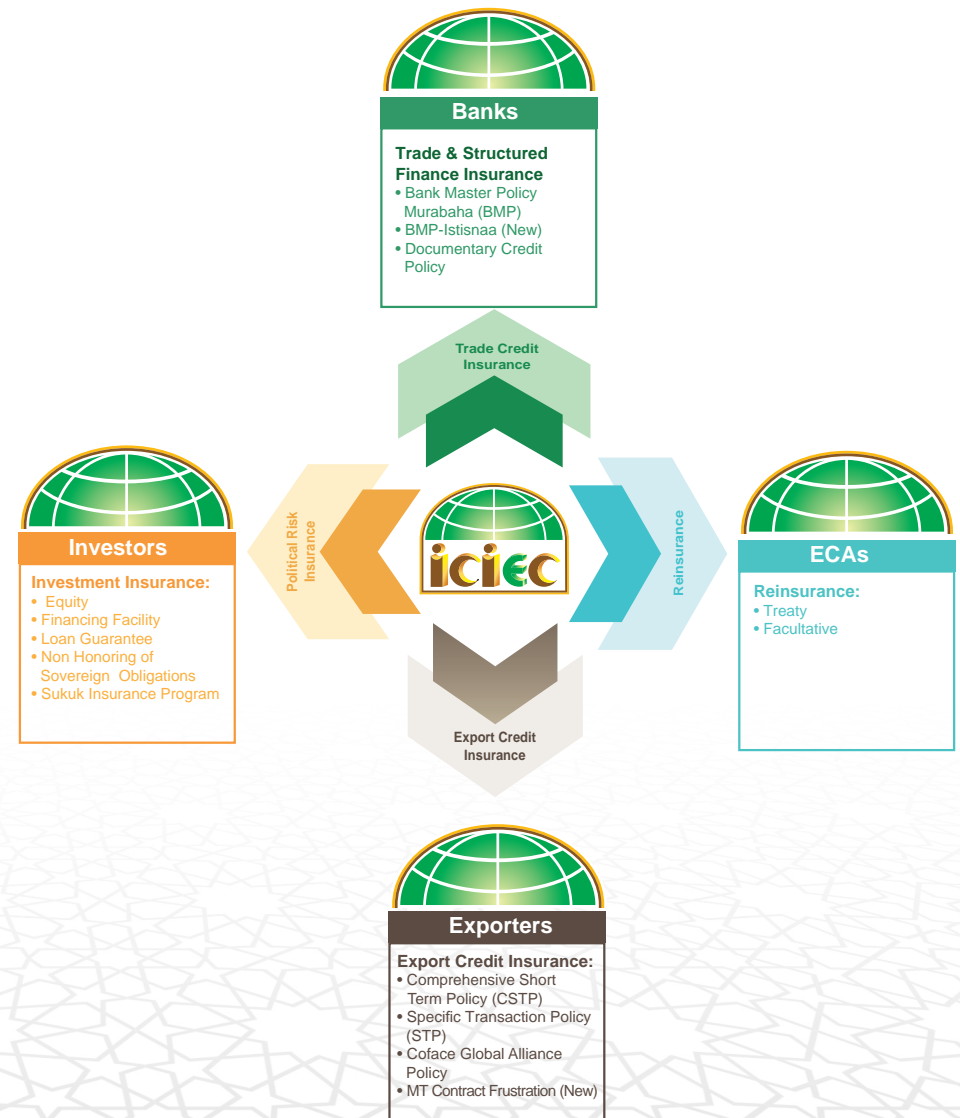 Banks
Trade & Structured
Finance Insurance
• Bank Master Policy
Murabaha (BMP)
• BMP-Istisnaa (New)
• Documentary Credit
Policy
Trade Credit
Insurance
Investors
Investment Insurance:
• Equity
• Financing Facility
• Loan Guarantee
• Non Honoring of
Sovereign Obligations
• Sukuk Insurance Program
Political Risk
Insurance
iciec
Reinsurance
ECAs
Reinsurance:
• Treaty
• Facultative
Export Credit
Insurance
Exporters
Export Credit Insurance:
• Comprehensive Short
Term Policy (CSTP)
• Specific Transaction Policy
(STP)
• Coface Global Alliance
Policy
• MT Contract Frustration (New)